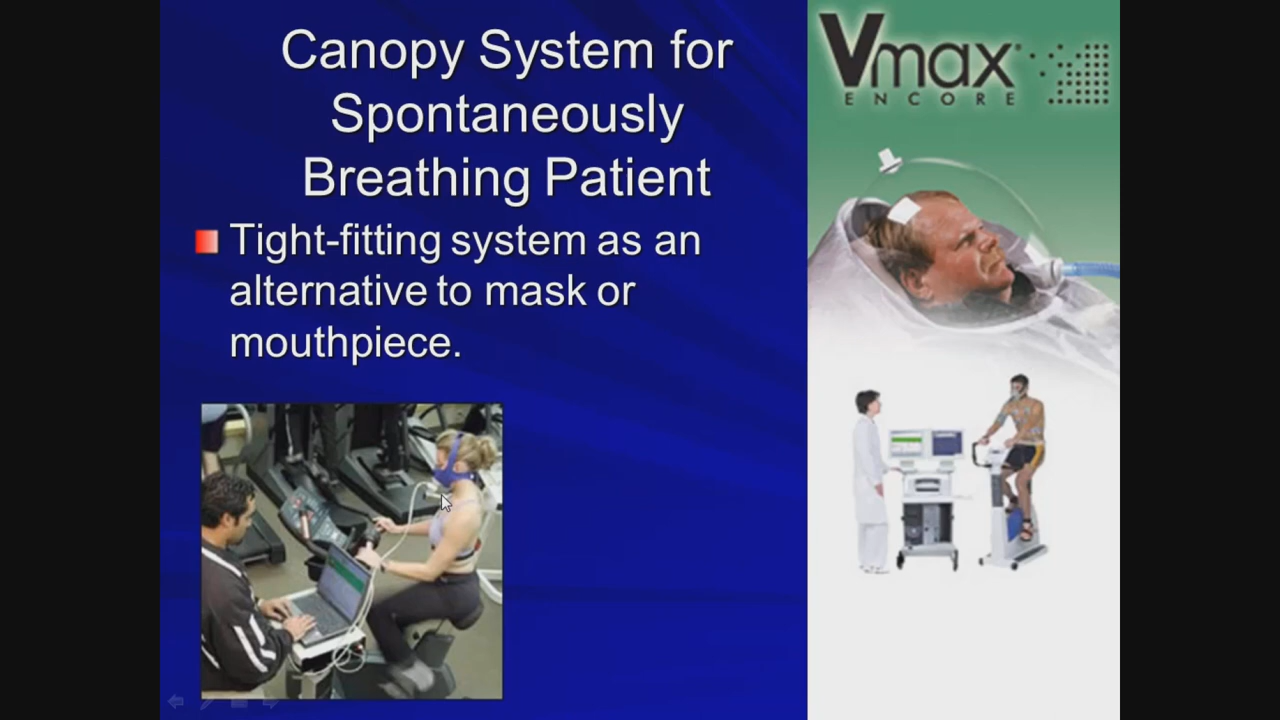 Canopy System for
Spontaneously
Breathing Patient
Tight-fitting system as an
alternative to mask or
mouthpiece.
Vmax
ENCORE